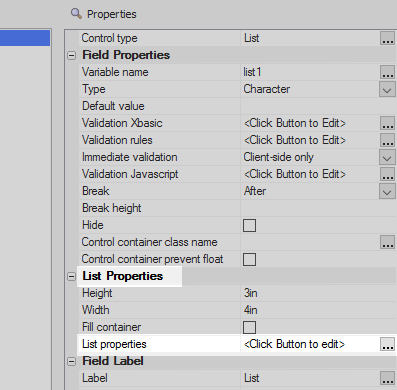 Properties
Control type List ...
Field Properties
Variable name list1 ...
Type Character
Default value
Validation Xbasic <Click Button to Edit> ...
Validation rules <Click Button to Edit> ...
Immediate validation Client-side only
Validation Javascript <Click Button to Edit> ...
Break After
Break height
Hide
Control container class name ...
Control container prevent float
List Properties
Height 3in
Width 4in
Fill container
List properties <Click Button to edit> ...
Field Label
Label List ...